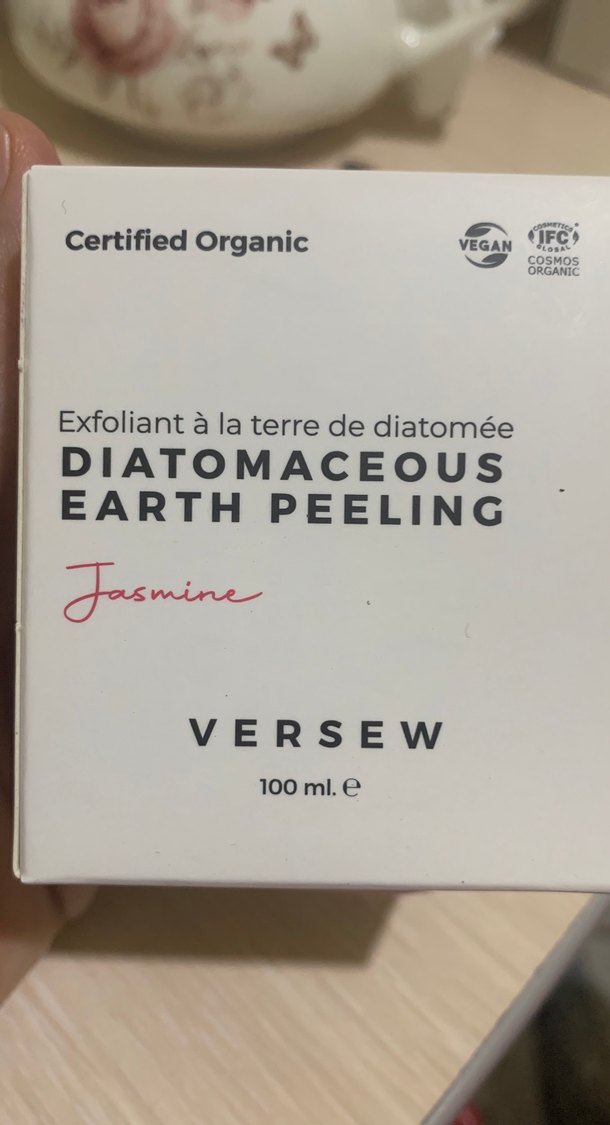 Certified Organic
VEGAN
COSMETICS
IFC
GLOBAL
COSMOS
ORGANIC
Exfoliant à la terre de diatomée
DIATOMACEOUS
EARTH PEELING
Jasmine
VERSEW
100 ml. ℮